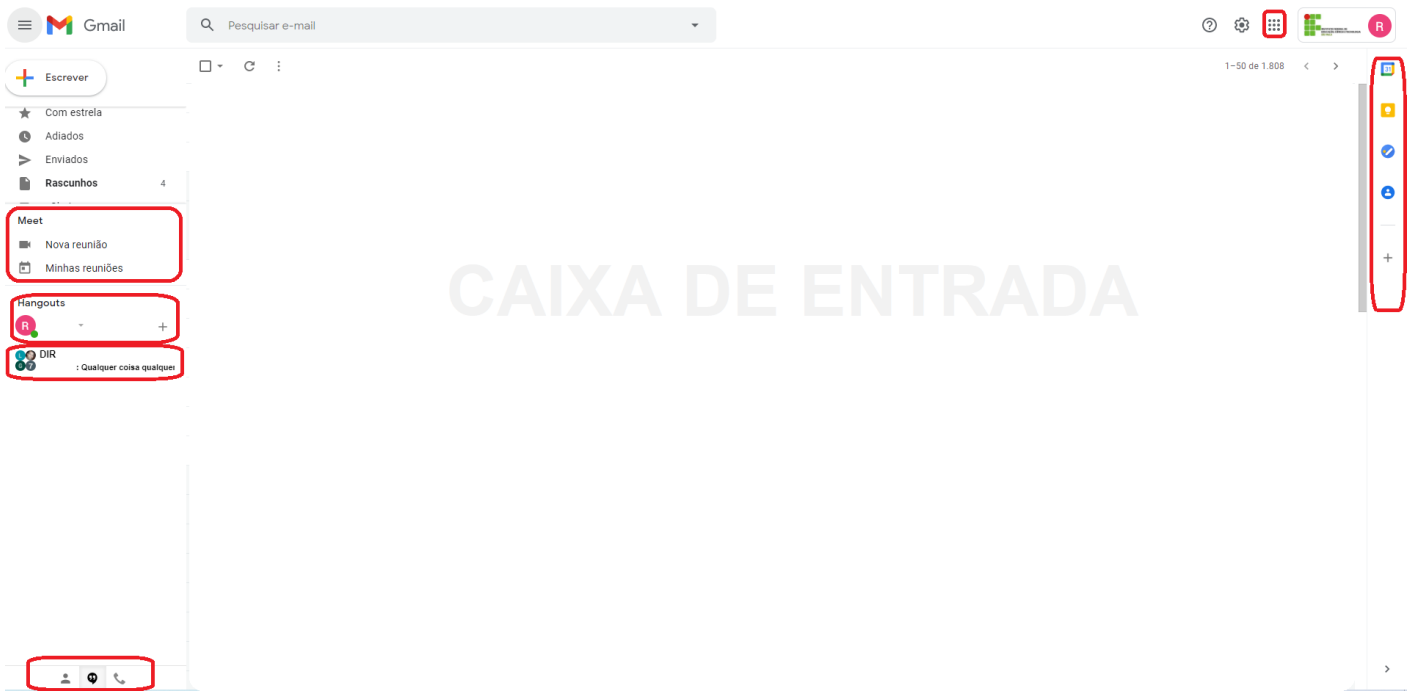 Gmail
Pesquisar e-mail
R
Escrever
1–50 de 1.808
31
Com estrela
Adiados
Enviados
Rascunhos 4
Meet
Nova reunião
Minhas reuniões
CAIXA DE ENTRADA
Hangouts
R
DIR
: Qualquer coisa qualquer